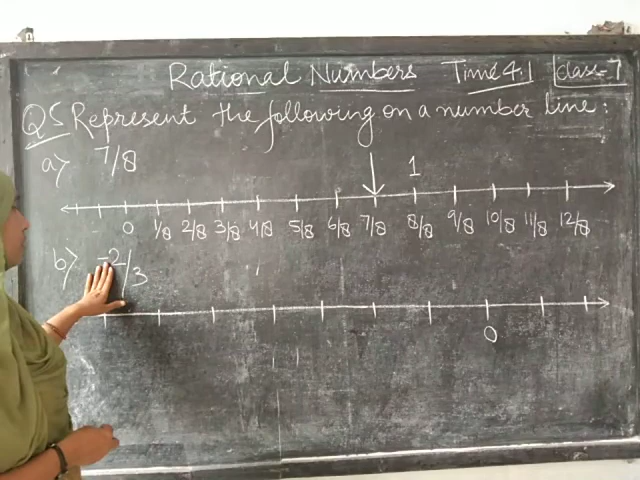 Rational Numbers Time 4:1 class-7
Q5 Represent the following on a number line:
a) 7/8
1
0 1/8 2/8 3/8 4/8 5/8 6/8 7/8 8/8 9/8 10/8 11/8 12/8
b) -2/3
0